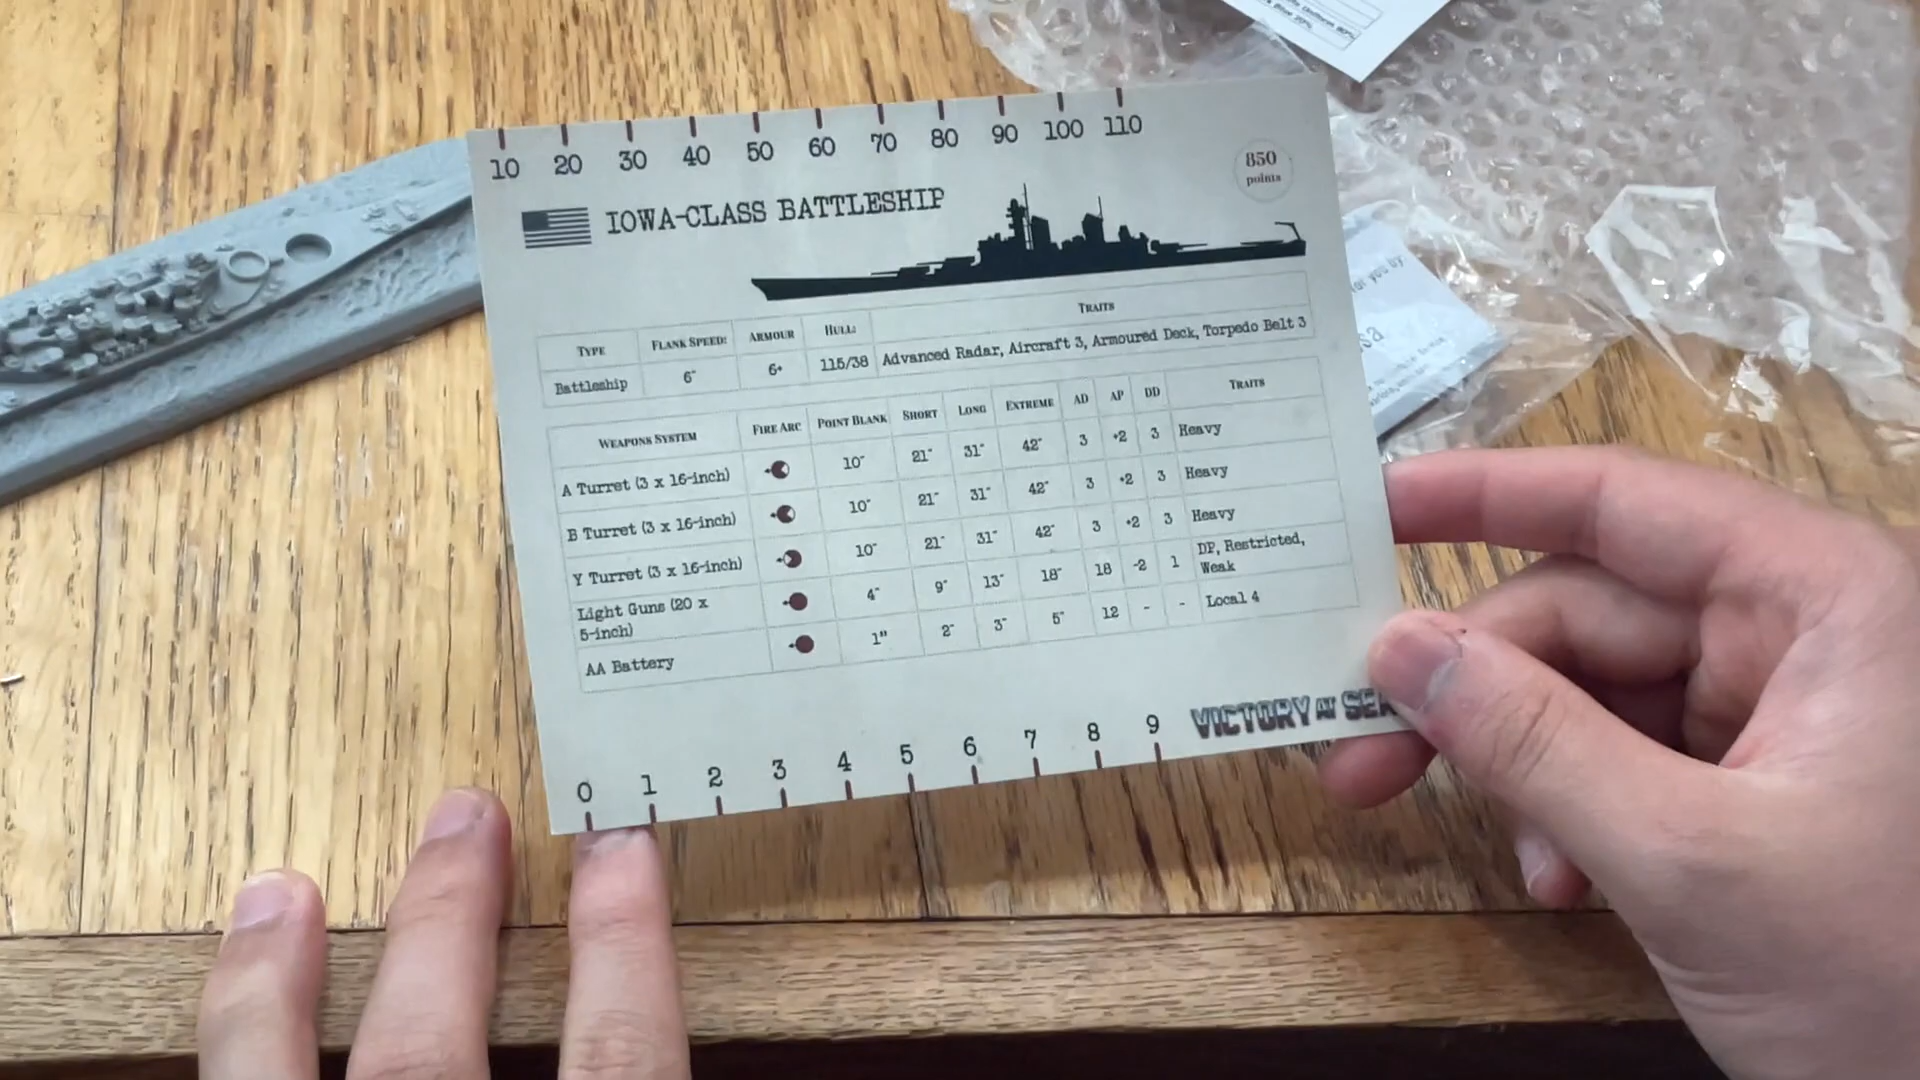 10 20 30 40 50 60 70 80 90 100 110
850
points
IOWA-CLASS BATTLESHIP
TRAITS
TYPE FLANK SPEED: ARMOUR HULL:
Battleship 6" 6+ 115/38 Advanced Radar, Aircraft 3, Armoured Deck, Torpedo Belt 3
WEAPONS SYSTEM FIRE ARC POINT BLANK SHORT LONG EXTREME AD AP DD TRAITS
A Turret (3 x 16-inch) 10" 21" 31" 42" 3 +2 3 Heavy
B Turret (3 x 16-inch) 10" 21" 31" 42" 3 +2 3 Heavy
Y Turret (3 x 16-inch) 10" 21" 31" 42" 3 +2 3 Heavy
Light Guns (20 x
5-inch) 4" 9" 13" 18" 18 -2 1 DP, Restricted,
Weak
AA Battery 1" 2" 3" 5" 12 - - Local 4
0 1 2 3 4 5 6 7 8 9
VICTORY AT SEA
for you by